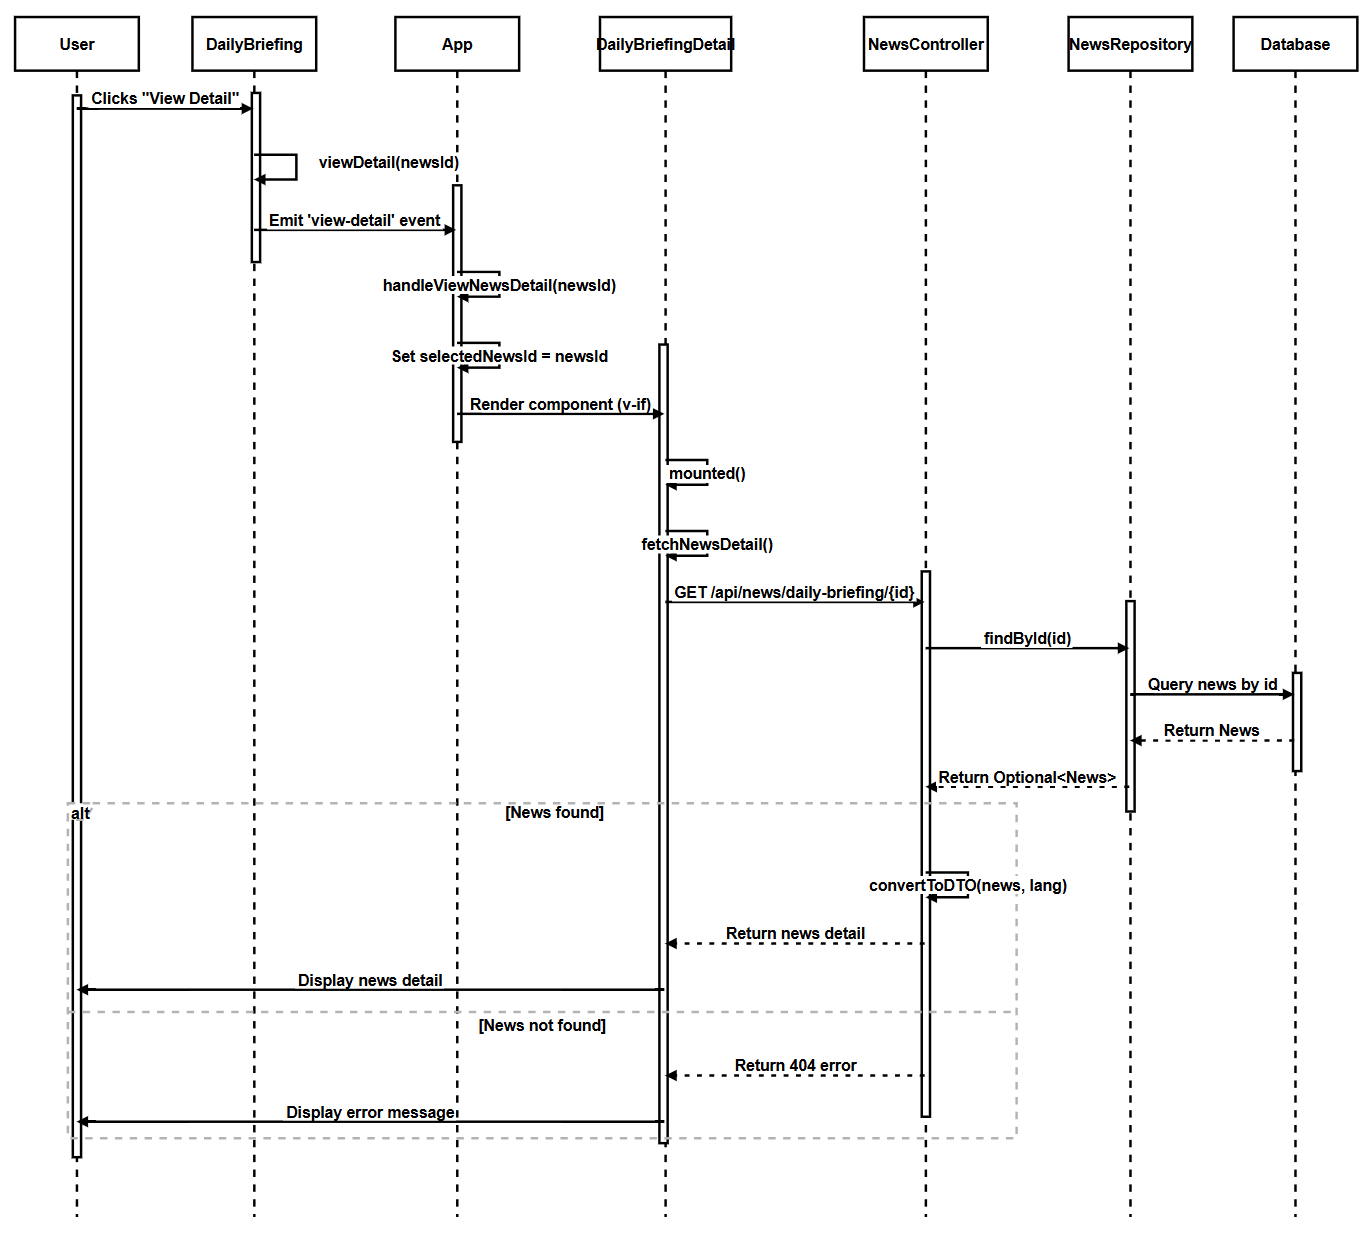 User
DailyBriefing
App
DailyBriefingDetail
NewsController
NewsRepository
Database
Clicks "View Detail"
viewDetail(newsId)
Emit 'view-detail' event
handleViewNewsDetail(newsId)
Set selectedNewsId = newsId
Render component (v-if)
mounted()
fetchNewsDetail()
GET /api/news/daily-briefing/{id}
findById(id)
Query news by id
Return News
Return Optional<News>
alt
[News found]
convertToDTO(news, lang)
Return news detail
Display news detail
[News not found]
Return 404 error
Display error message